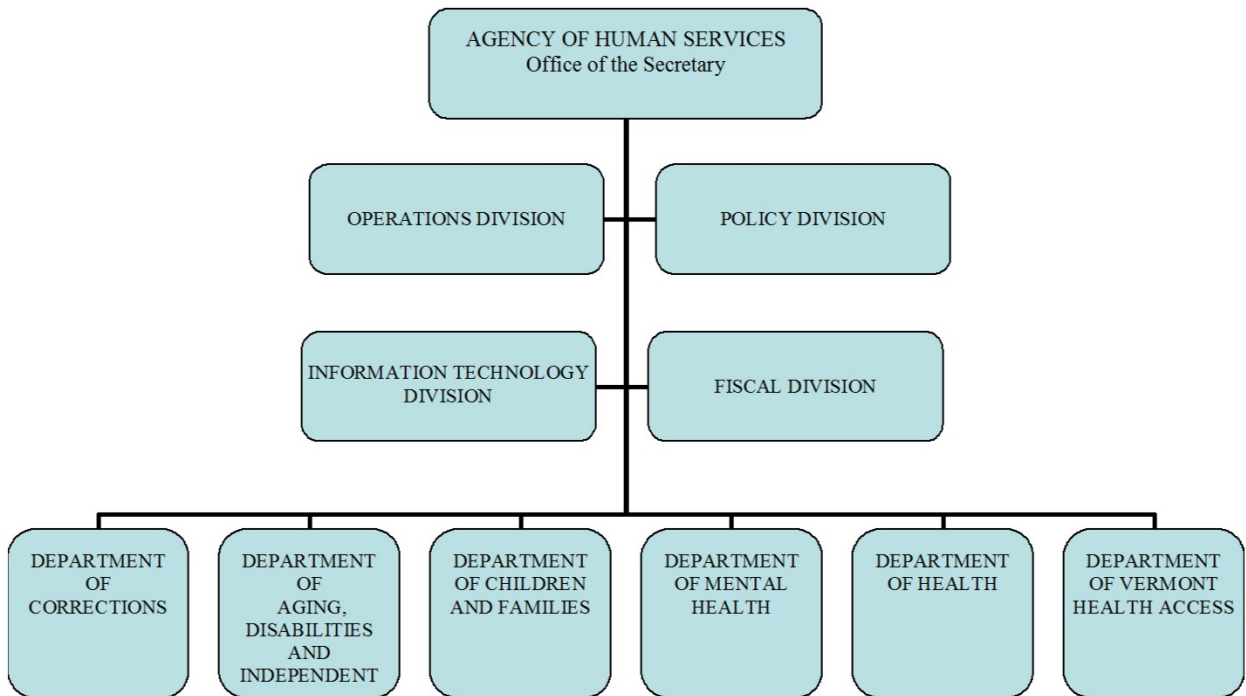 AGENCY OF HUMAN SERVICES
Office of the Secretary
OPERATIONS DIVISION
POLICY DIVISION
INFORMATION TECHNOLOGY
DIVISION
FISCAL DIVISION
DEPARTMENT
OF
CORRECTIONS
DEPARTMENT
OF
AGING,
DISABILITIES
AND
INDEPENDENT
DEPARTMENT
OF CHILDREN
AND FAMILIES
DEPARTMENT
OF MENTAL
HEALTH
DEPARTMENT
OF HEALTH
DEPARTMENT
OF VERMONT
HEALTH ACCESS